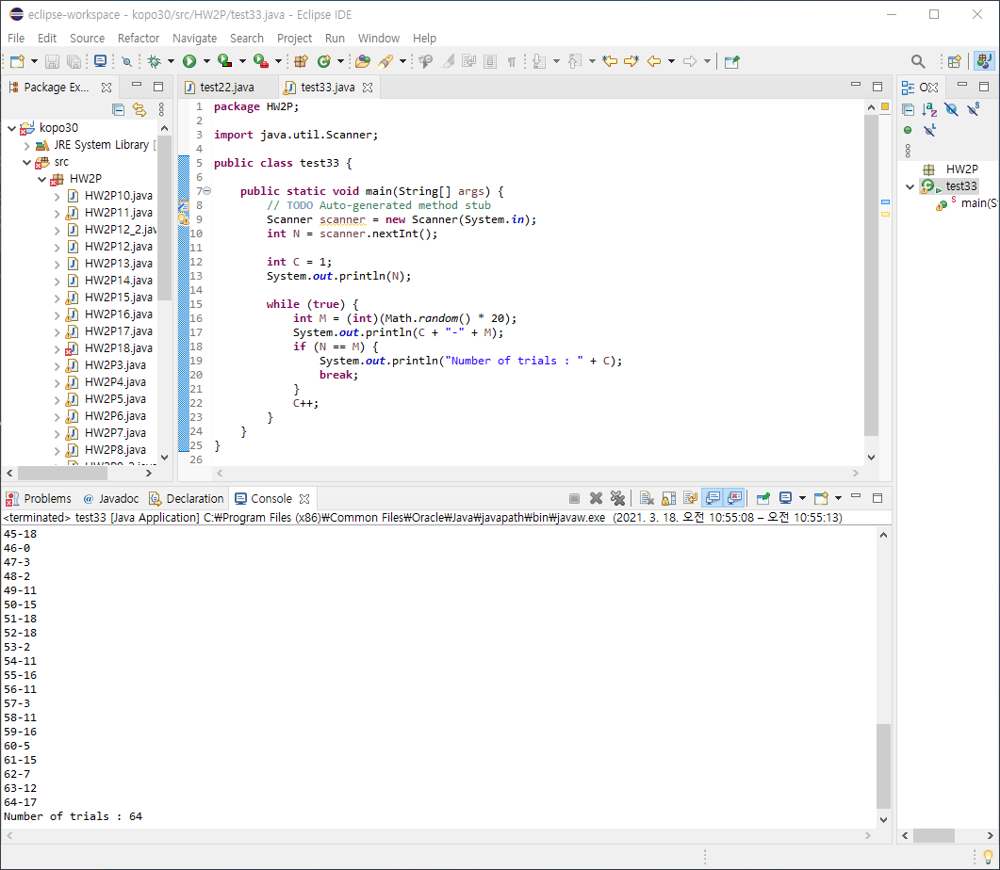 eclipse-workspace - kopo30/src/HW2P/test33.java - Eclipse IDE
File Edit Source Refactor Navigate Search Project Run Window Help
Package Ex...
kopo30
JRE System Library [
src
HW2P
HW2P10.java
HW2P11.java
HW2P12_2.jav
HW2P12.java
HW2P13.java
HW2P14.java
HW2P15.java
HW2P16.java
HW2P17.java
HW2P18.java
HW2P3.java
HW2P4.java
HW2P5.java
HW2P6.java
HW2P7.java
HW2P8.java
test22.java test33.java
1 package HW2P;
2
3 import java.util.Scanner;
4
5 public class test33 {
6
7 public static void main(String[] args) {
8 // TODO Auto-generated method stub
9 Scanner scanner = new Scanner(System.in);
10 int N = scanner.nextInt();
11
12 int C = 1;
13 System.out.println(N);
14
15 while (true) {
16 int M = (int)(Math.random() * 20);
17 System.out.println(C + "-" + M);
18 if (N == M) {
19 System.out.println("Number of trials : " + C);
20 break;
21 }
22 C++;
23 }
24 }
25 }
26
HW2P
test33
main(S
Problems @ Javadoc Declaration Console
<terminated> test33 [Java Application] C:₩Program Files (x86)₩Common Files₩Oracle₩Java₩javapath₩bin₩javaw.exe (2021. 3. 18. 오전 10:55:08 – 오전 10:55:13)
45-18
46-0
47-3
48-2
49-11
50-15
51-18
52-18
53-2
54-11
55-16
56-11
57-3
58-11
59-16
60-5
61-15
62-7
63-12
64-17
Number of trials : 64